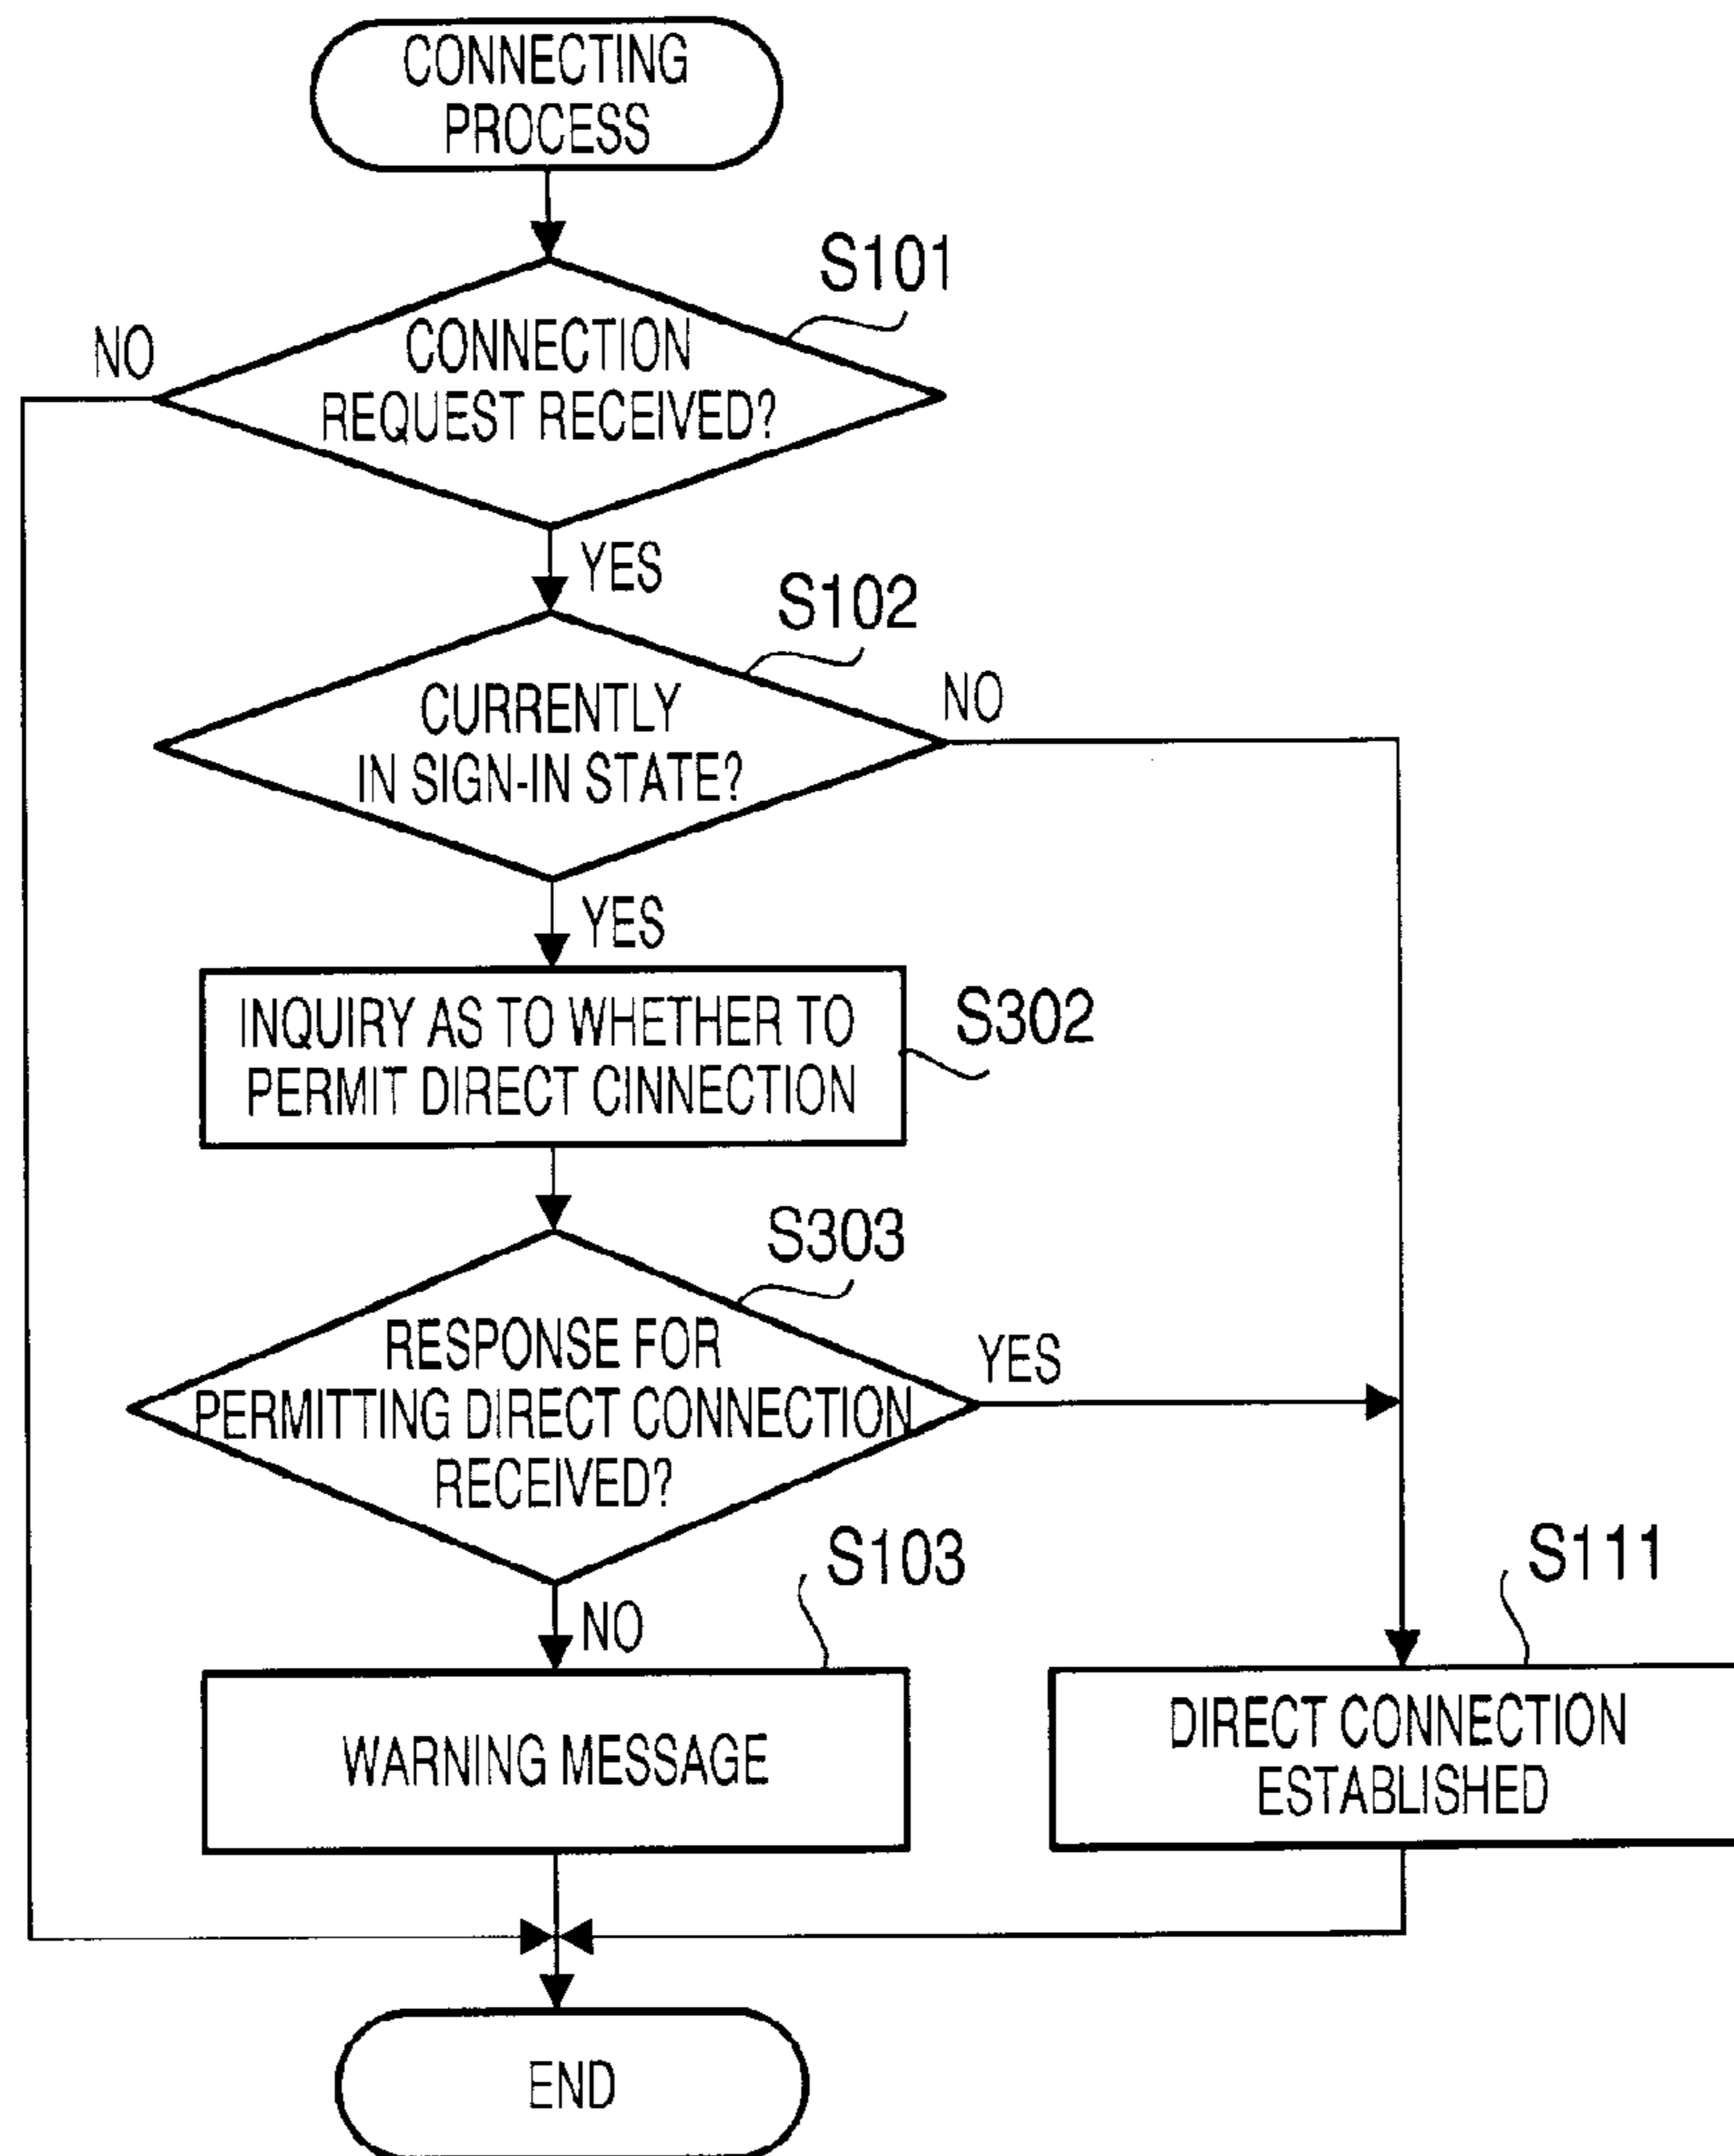 CONNECTING
PROCESS
S101
NO
CONNECTION
REQUEST RECEIVED?
YES
S102
NO
CURRENTLY
IN SIGN-IN STATE?
YES
INQUIRY AS TO WHETHER TO
PERMIT DIRECT CINNECTION
S302
S303
RESPONSE FOR
PERMITTING DIRECT CONNECTION
RECEIVED?
YES
S103
S111
NO
WARNING MESSAGE
DIRECT CONNECTION
ESTABLISHED
END